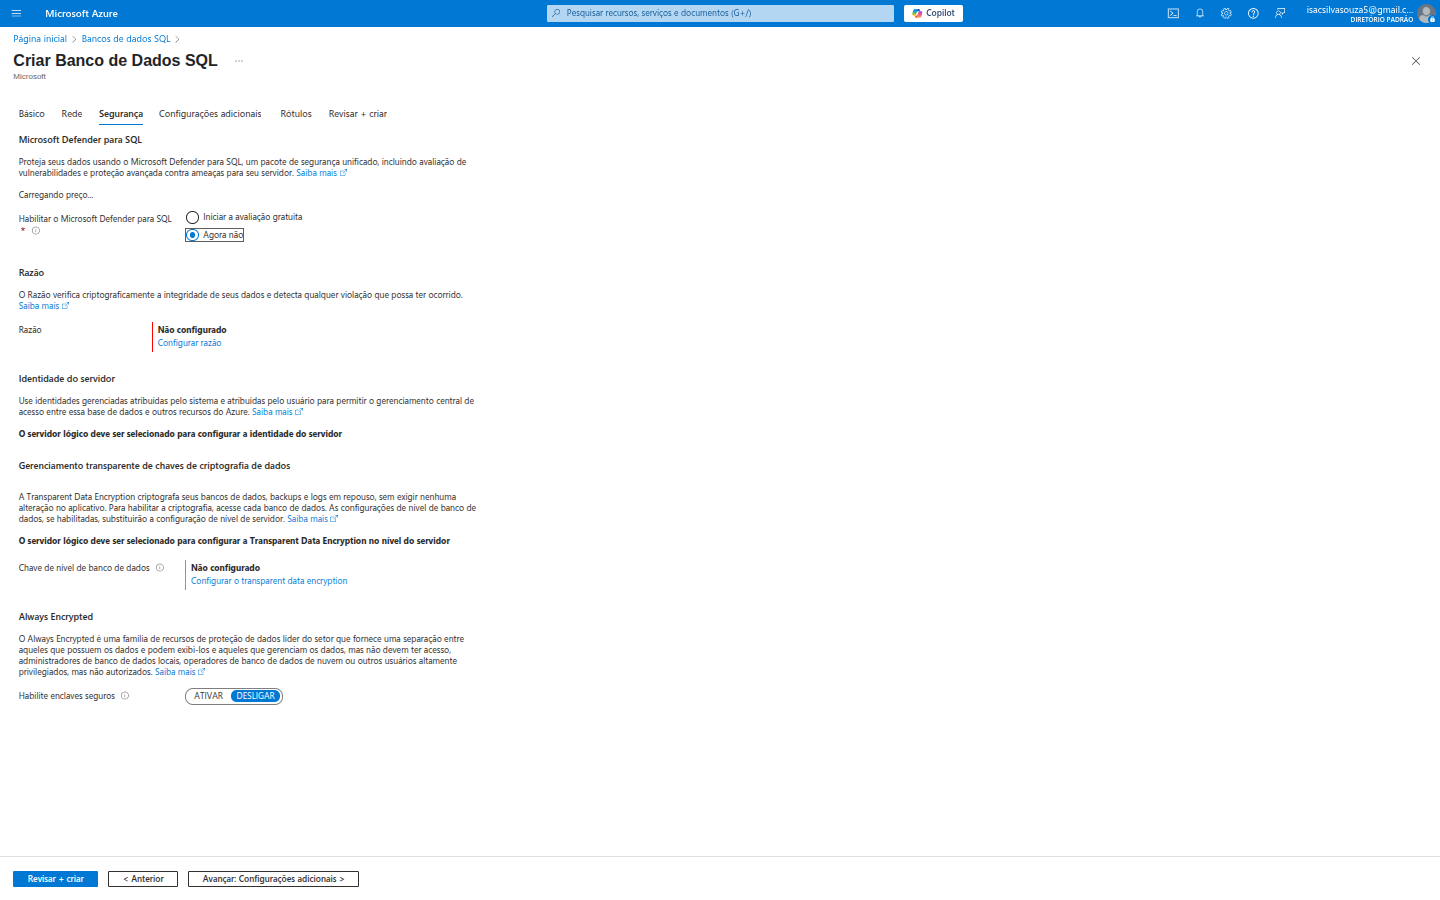 Microsoft Azure
Pesquisar recursos, serviços e documentos (G+/)
Copilot
isacsilvasouza5@gmail.c...
DIRETÓRIO PADRÃO
Página inicial > Bancos de dados SQL >
Criar Banco de Dados SQL ...
Microsoft
Básico Rede Segurança Configurações adicionais Rótulos Revisar + criar
Microsoft Defender para SQL
Proteja seus dados usando o Microsoft Defender para SQL, um pacote de segurança unificado, incluindo avaliação de
vulnerabilidades e proteção avançada contra ameaças para seu servidor. Saiba mais
Carregando preço...
Habilitar o Microsoft Defender para SQL
*
Iniciar a avaliação gratuita
Agora não
Razão
O Razão verifica criptograficamente a integridade de seus dados e detecta qualquer violação que possa ter ocorrido.
Saiba mais
Razão
Não configurado
Configurar razão
Identidade do servidor
Use identidades gerenciadas atribuídas pelo sistema e atribuídas pelo usuário para permitir o gerenciamento central de
acesso entre essa base de dados e outros recursos do Azure. Saiba mais
O servidor lógico deve ser selecionado para configurar a identidade do servidor
Gerenciamento transparente de chaves de criptografia de dados
A Transparent Data Encryption criptografa seus bancos de dados, backups e logs em repouso, sem exigir nenhuma
alteração no aplicativo. Para habilitar a criptografia, acesse cada banco de dados. As configurações de nível de banco de
dados, se habilitadas, substituirão a configuração de nível de servidor. Saiba mais
O servidor lógico deve ser selecionado para configurar a Transparent Data Encryption no nível do servidor
Chave de nível de banco de dados
Não configurado
Configurar o transparent data encryption
Always Encrypted
O Always Encrypted é uma família de recursos de proteção de dados líder do setor que fornece uma separação entre
aqueles que possuem os dados e podem exibi-los e aqueles que gerenciam os dados, mas não devem ter acesso,
administradores de banco de dados locais, operadores de banco de dados de nuvem ou outros usuários altamente
privilegiados, mas não autorizados. Saiba mais
Habilite enclaves seguros
ATIVAR DESLIGAR
Revisar + criar
< Anterior
Avançar: Configurações adicionais >